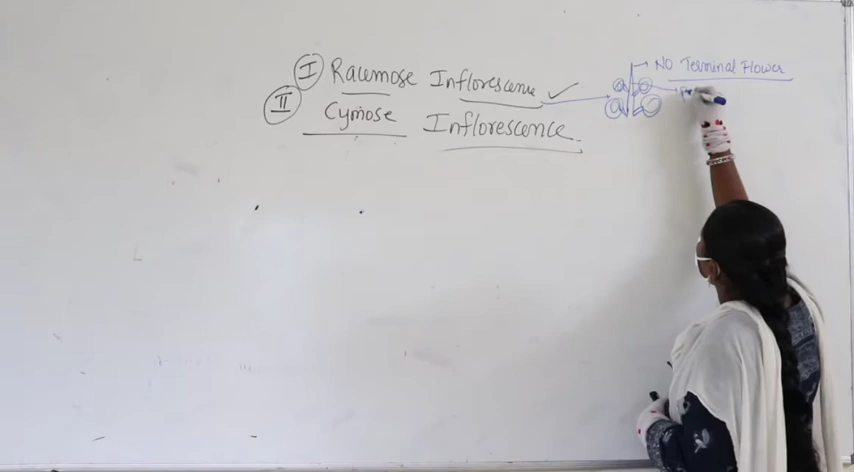 I Racemose Inflorescence ✓
II Cymose Inflorescence.
No Terminal Flower